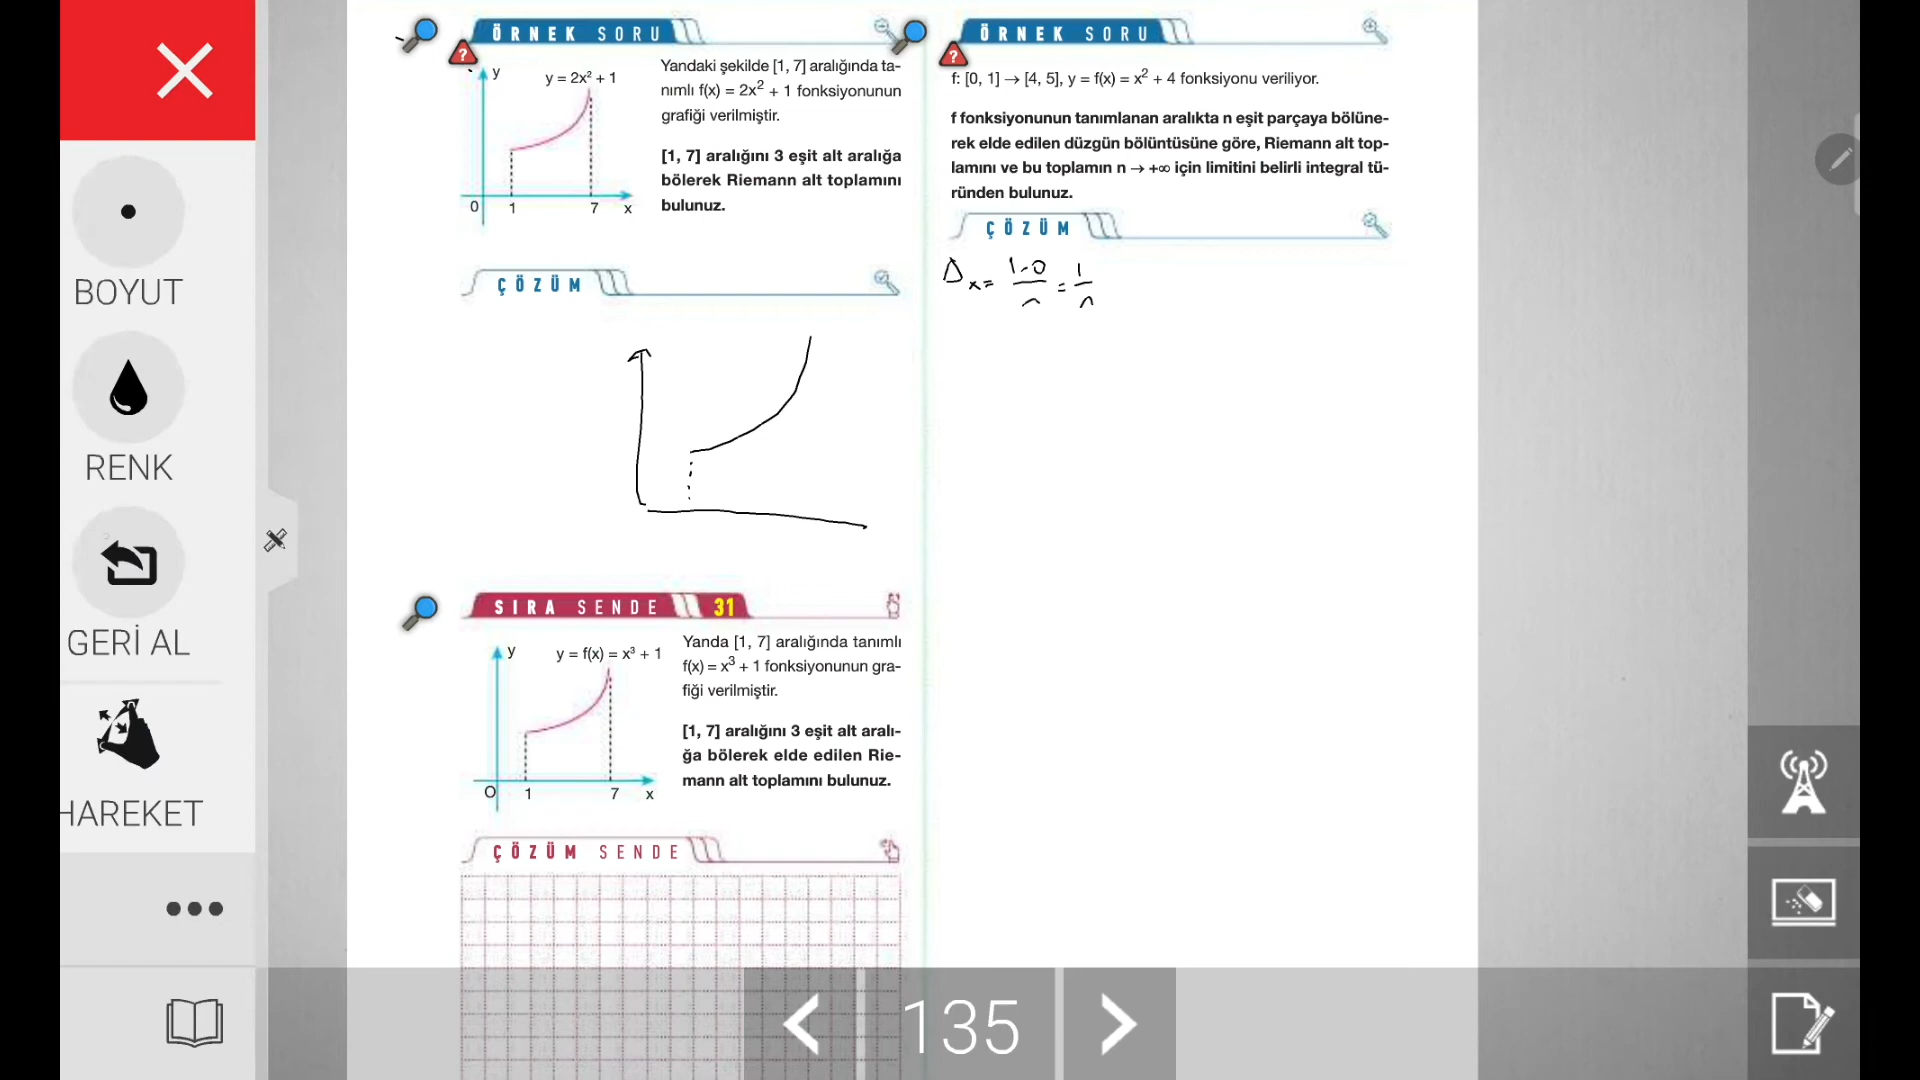 BOYUT
RENK
GERİ AL
HAREKET
ÖRNEK SORU
y
y = 2x² + 1
0
1
7
x
Yandaki şekilde [1, 7] aralığında ta-
nımlı f(x) = 2x² + 1 fonksiyonunun
grafiği verilmiştir.
[1, 7] aralığını 3 eşit alt aralığa
bölerek Riemann alt toplamını
bulunuz.
ÇÖZÜM
SIRA SENDE 31
y
y = f(x) = x³ + 1
O
1
7
x
Yanda [1, 7] aralığında tanımlı
f(x) = x³ + 1 fonksiyonunun gra-
fiği verilmiştir.
[1, 7] aralığını 3 eşit alt aralı-
ğa bölerek elde edilen Rie-
mann alt toplamını bulunuz.
ÇÖZÜM SENDE
ÖRNEK SORU
f: [0, 1] → [4, 5], y = f(x) = x² + 4 fonksiyonu veriliyor.
f fonksiyonunun tanımlanan aralıkta n eşit parçaya bölüne-
rek elde edilen düzgün bölüntüsüne göre, Riemann alt top-
lamını ve bu toplamın n → +∞ için limitini belirli integral tü-
ründen bulunuz.
ÇÖZÜM
Δx = 1-0/n = 1/n
135